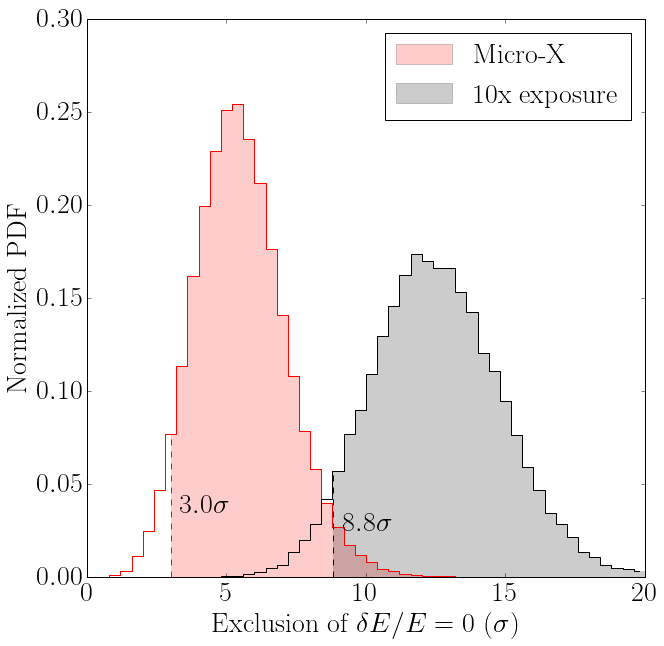 0.30
0.25
0.20
0.15
0.10
0.05
0.00
Normalized PDF
Micro-X
10x exposure
3.0σ
8.8σ
0 5 10 15 20
Exclusion of δE/E = 0 (σ)